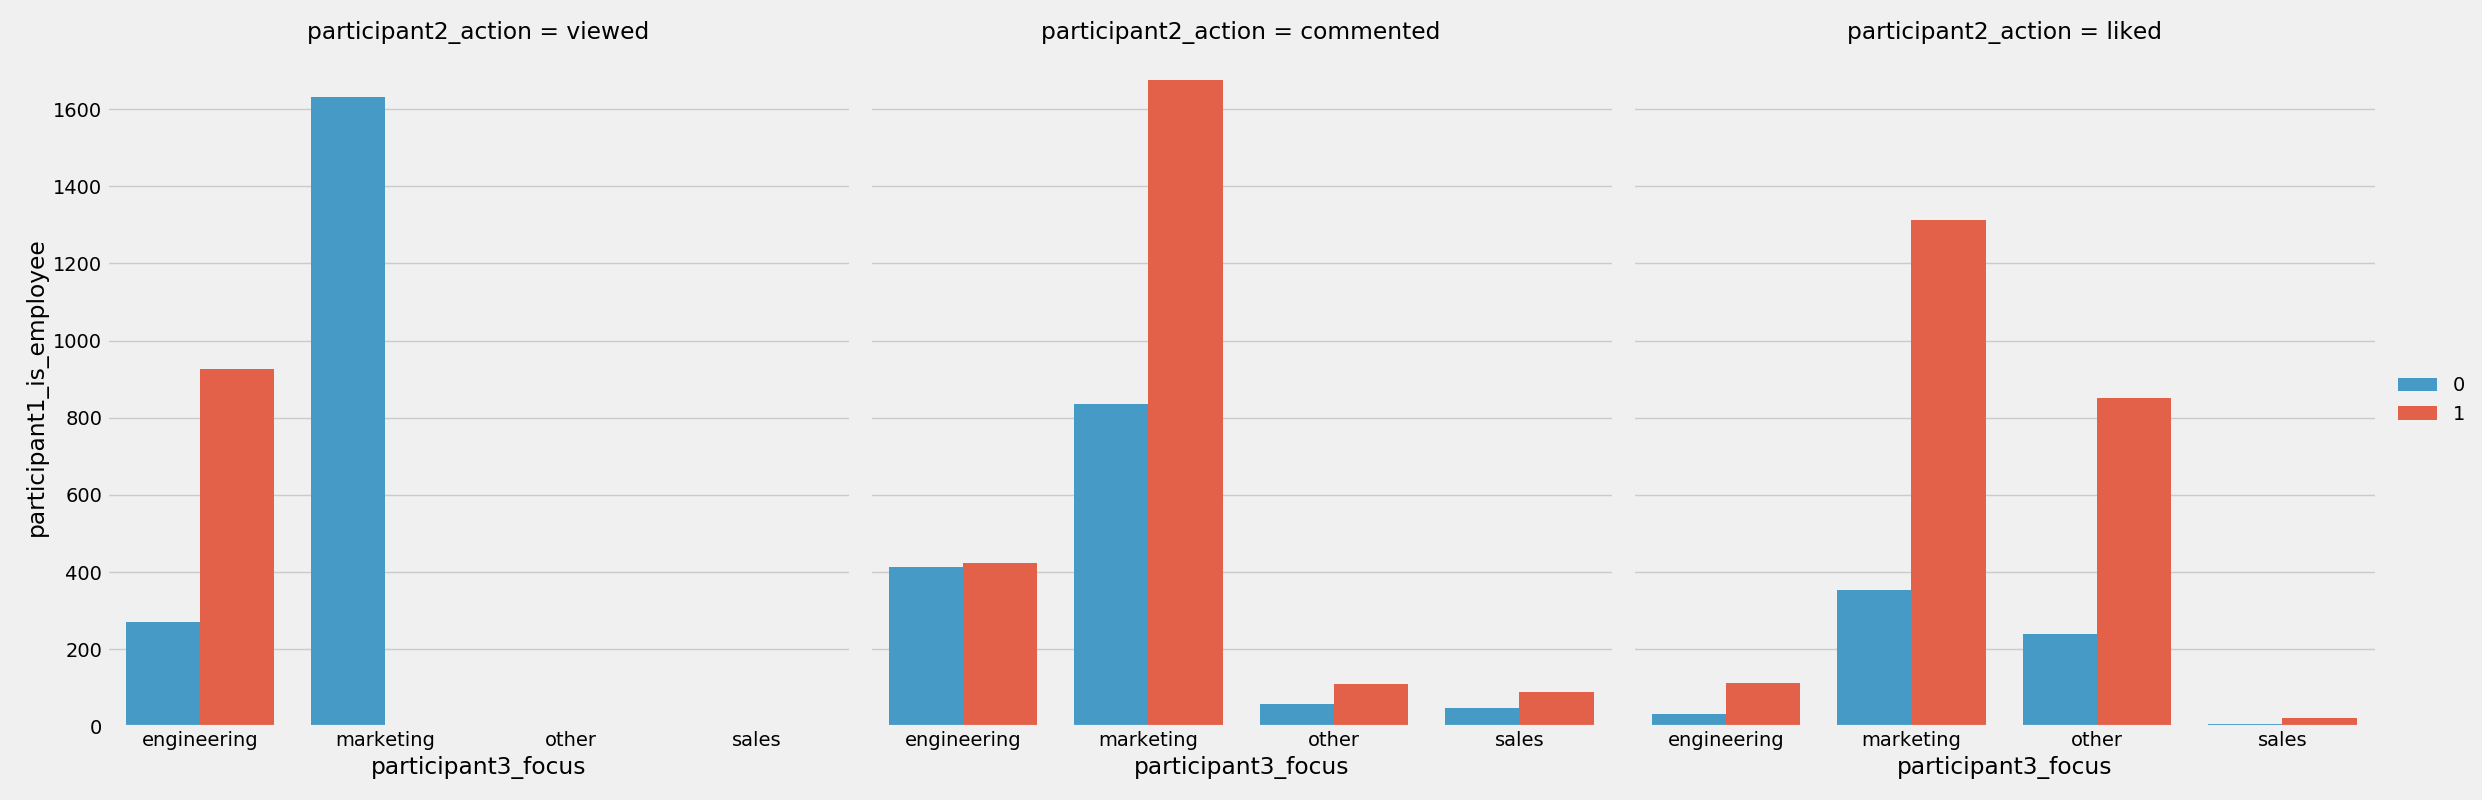 participant2_action = viewed
participant2_action = commented
participant2_action = liked
participant1_is_employee
1600
1400
1200
1000
800
600
400
200
0
engineering marketing other sales
engineering marketing other sales
engineering marketing other sales
participant3_focus
participant3_focus
participant3_focus
0
1